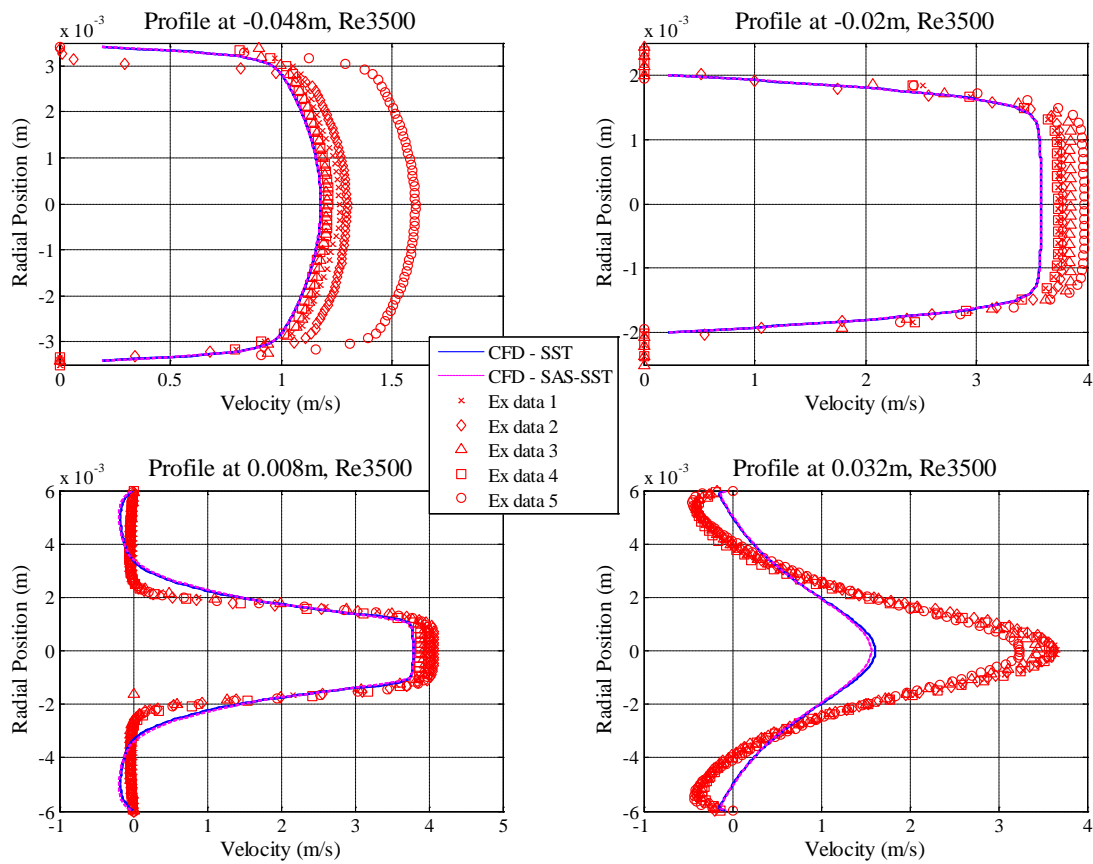 x 10⁻³
Profile at -0.048m, Re3500
3
3
1
0
-1
-3
-3
Radial Position (m)
0
0.5
1
1.5
Velocity (m/s)
x 10⁻³
Profile at -0.02m, Re3500
2
1
0
-1
-2
Radial Position (m)
0
1
2
3
4
Velocity (m/s)
CFD - SST
CFD - SAS-SST
Ex data 1
Ex data 2
Ex data 3
Ex data 4
Ex data 5
x 10⁻³
Profile at 0.008m, Re3500
6
4
2
0
-2
-4
-6
Radial Position (m)
-1
0
1
2
3
4
5
Velocity (m/s)
x 10⁻³
Profile at 0.032m, Re3500
6
4
2
0
-2
-4
-6
Radial Position (m)
-1
0
1
2
3
4
Velocity (m/s)